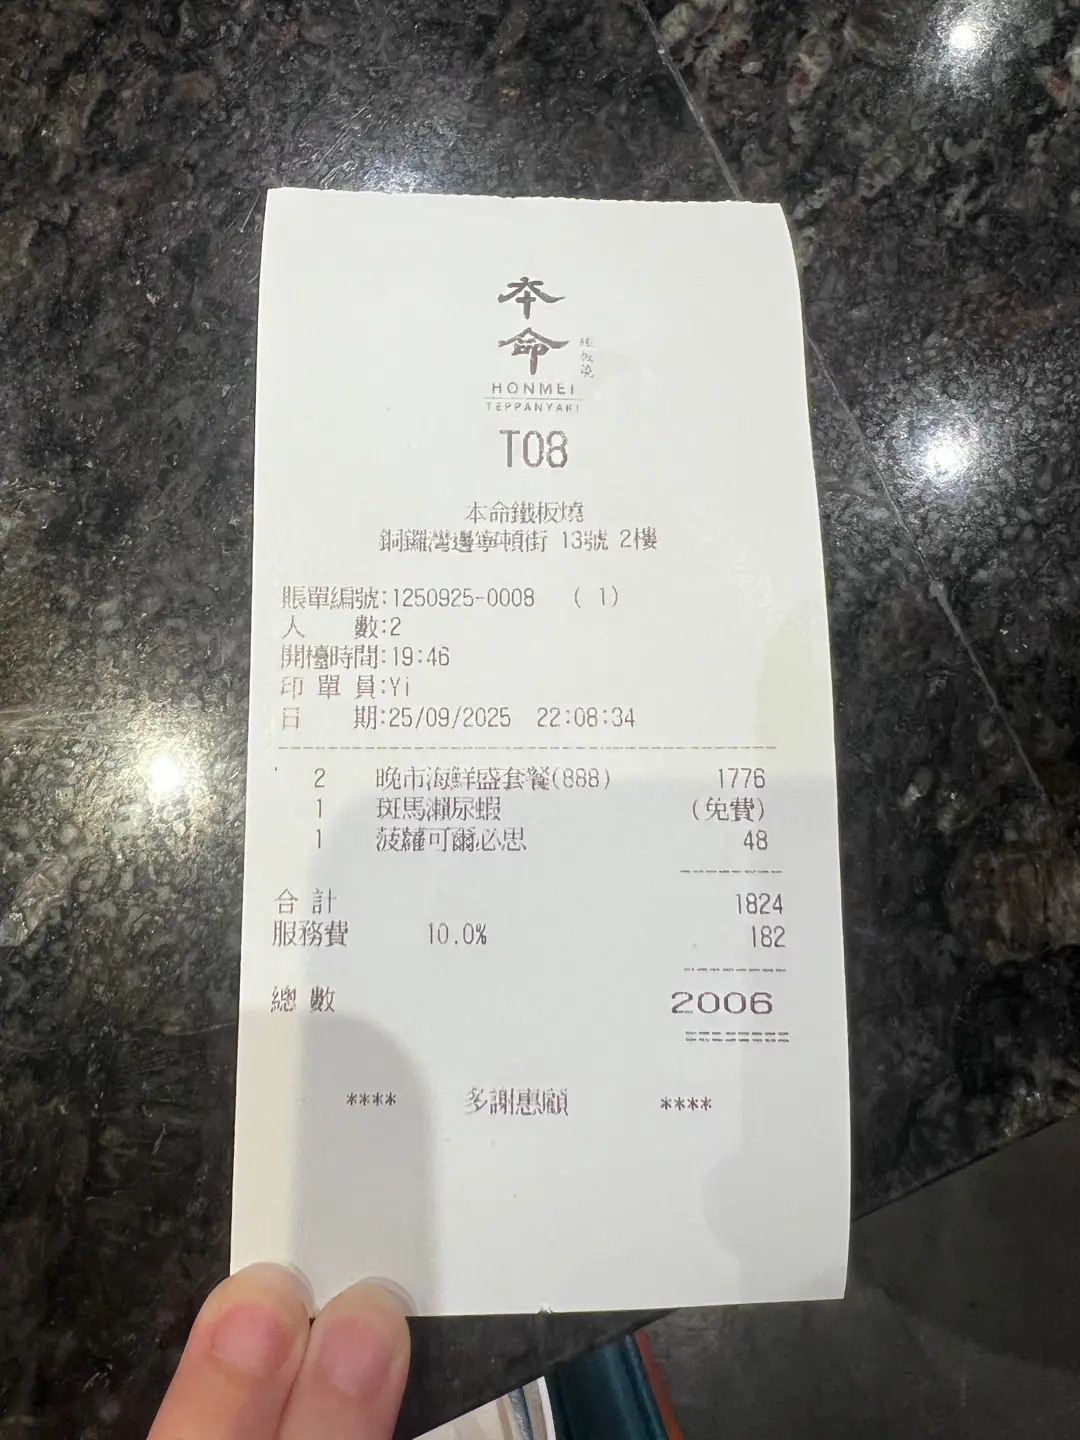 本命
鐵板燒
HONMEI
TEPPANYAKI
T08
本命鐵板燒
銅鑼灣邊寧頓街 13號 2樓
賬單編號:1250925-0008 ( 1)
人 數:2
開檯時間:19:46
印 單 員:Yi
日 期:25/09/2025 22:08:34
2 晚市海鮮盛套餐(888) 1776
1 斑馬瀨尿蝦 (免費)
1 菠蘿可爾必思 48
合 計 1824
服務費 10.0% 182
總 數 2006
**** 多謝惠顧 ****